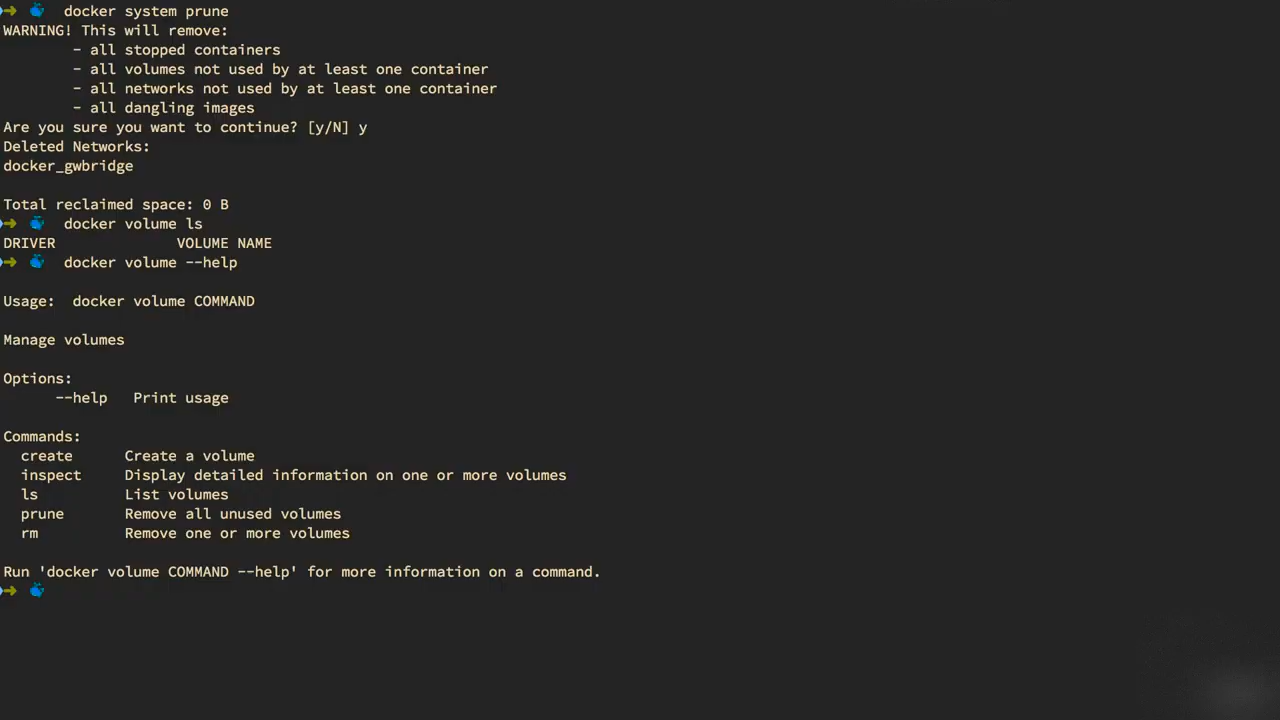 docker system prune
WARNING! This will remove:
- all stopped containers
- all volumes not used by at least one container
- all networks not used by at least one container
- all dangling images
Are you sure you want to continue? [y/N] y
Deleted Networks:
docker_gwbridge
Total reclaimed space: 0 B
docker volume ls
DRIVER VOLUME NAME
docker volume --help
Usage: docker volume COMMAND
Manage volumes
Options:
--help Print usage
Commands:
create Create a volume
inspect Display detailed information on one or more volumes
ls List volumes
prune Remove all unused volumes
rm Remove one or more volumes
Run 'docker volume COMMAND --help' for more information on a command.